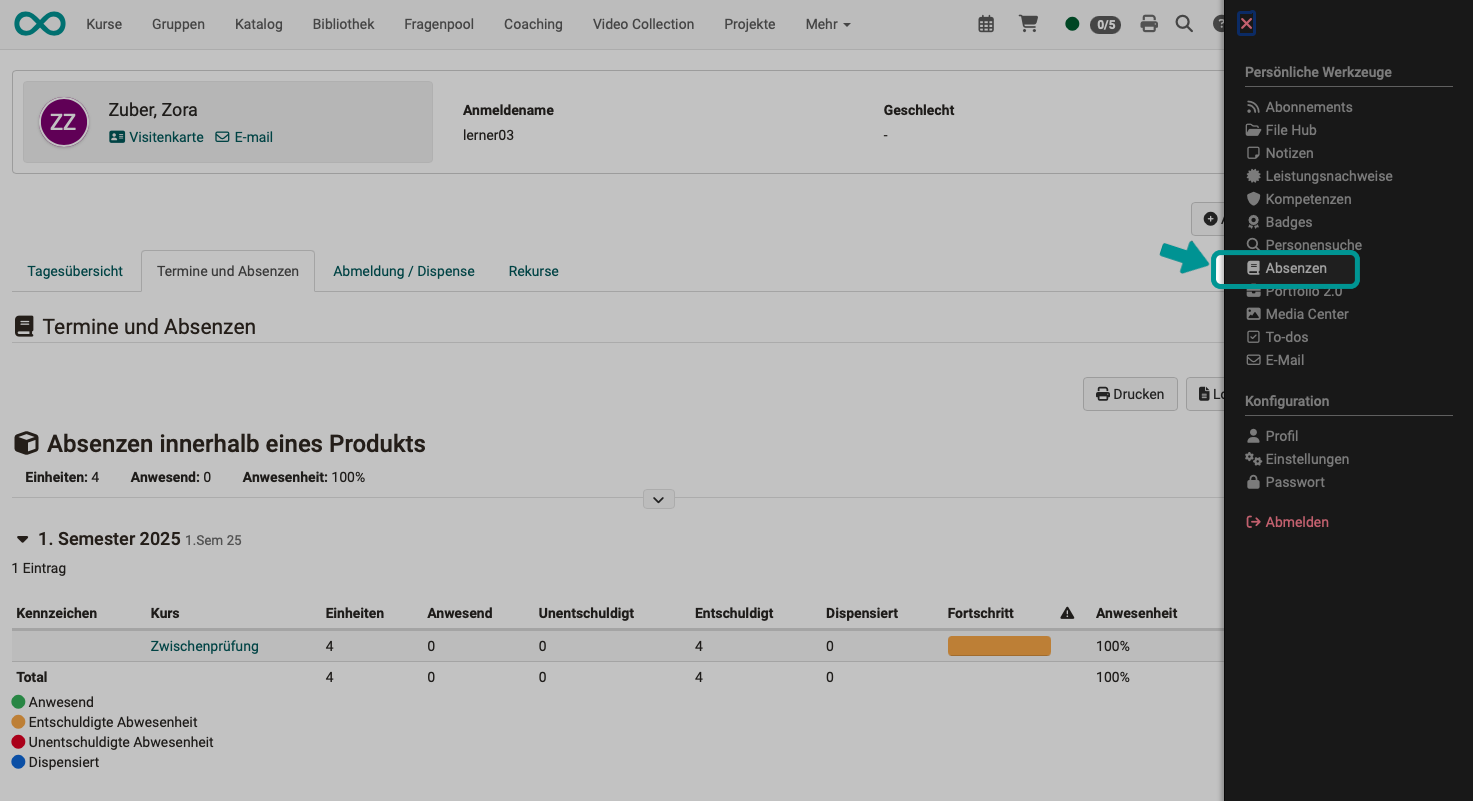 Kurse Gruppen Katalog Bibliothek Fragenpool Coaching Video Collection Projekte Mehr 0/5
ZZ
Zuber, Zora
Visitenkarte E-mail
Anmeldename
lerner03
Geschlecht
-
Tagesübersicht Termine und Absenzen Abmeldung / Dispense Rekurse
Termine und Absenzen
Drucken
Absenzen innerhalb eines Produkts
Einheiten: 4 Anwesend: 0 Anwesenheit: 100%
1. Semester 2025 1.Sem 25
1 Eintrag
Kennzeichen Kurs Einheiten Anwesend Unentschuldigt Entschuldigt Dispensiert Fortschritt Anwesenheit
Zwischenprüfung 4 0 0 4 0 100%
Total 4 0 0 4 0 100%
Anwesend
Entschuldigte Abwesenheit
Unentschuldigte Abwesenheit
Dispensiert
Persönliche Werkzeuge
Abonnements
File Hub
Notizen
Leistungsnachweise
Kompetenzen
Badges
Personensuche
Absenzen
Portfolio 2.0
Media Center
To-dos
E-Mail
Konfiguration
Profil
Einstellungen
Passwort
Abmelden